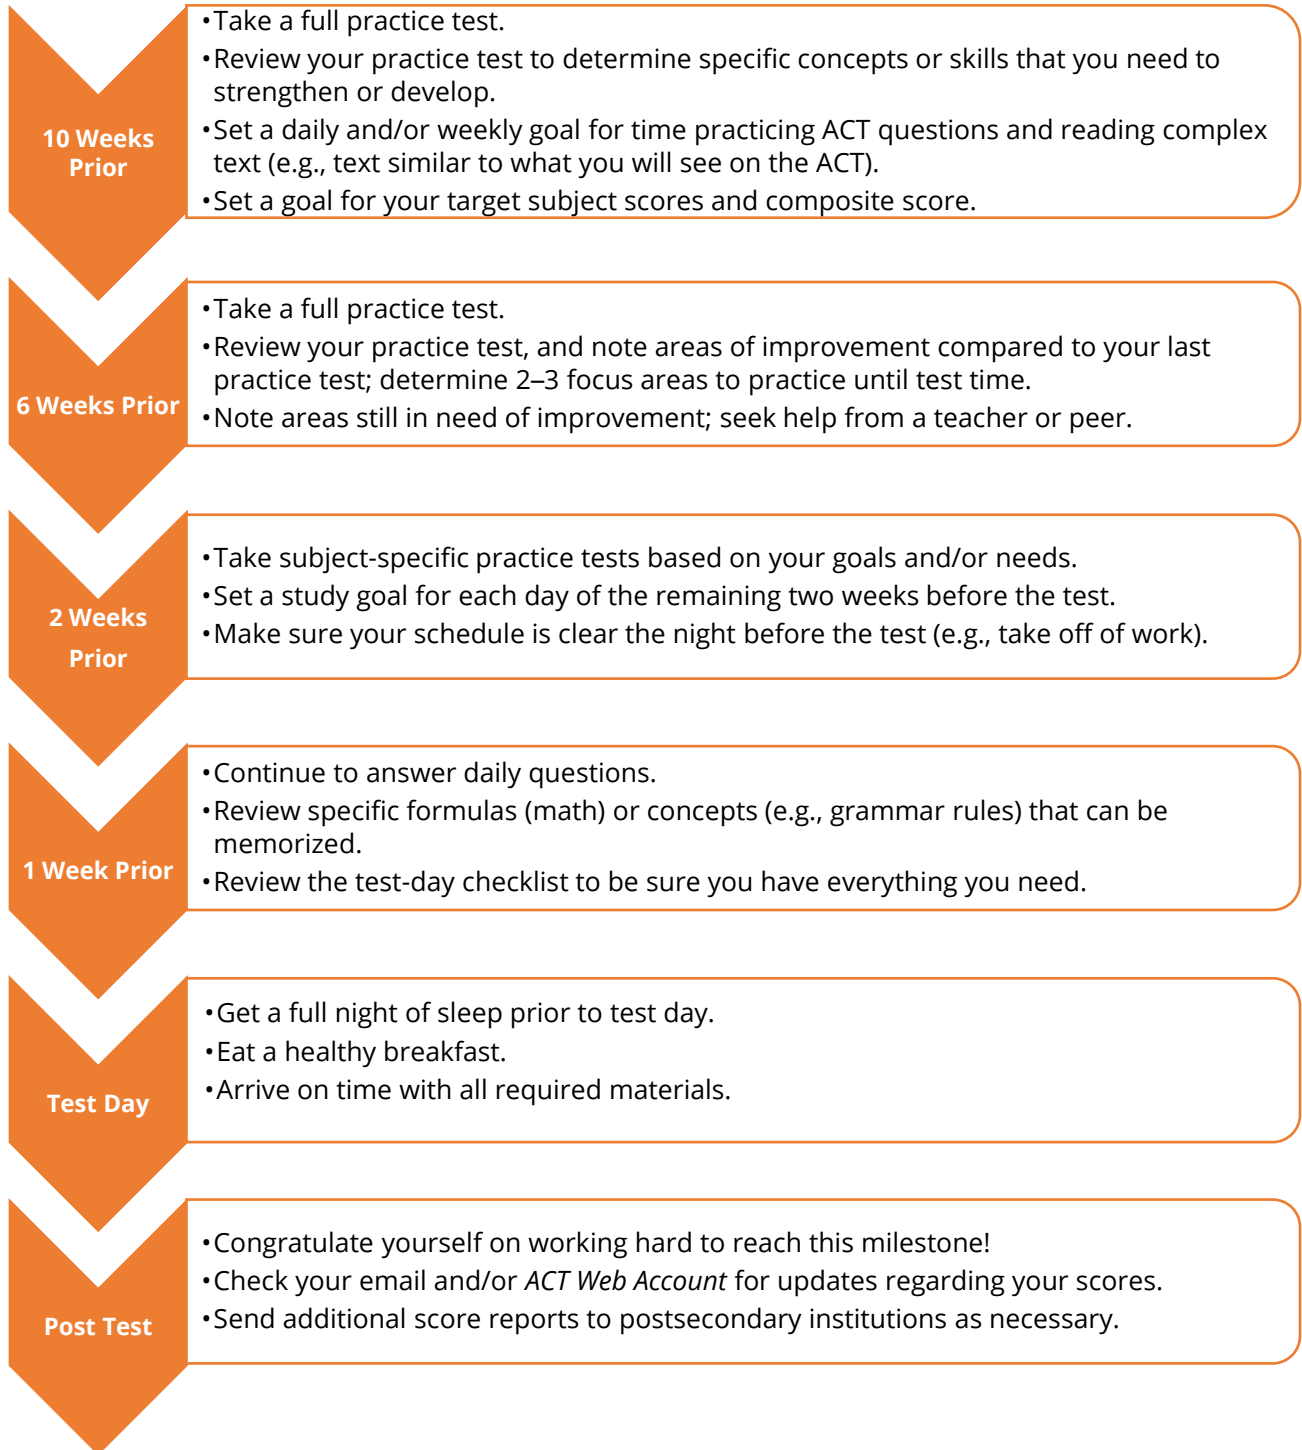 10 Weeks
Prior
•Take a full practice test.
•Review your practice test to determine specific concepts or skills that you need to
strengthen or develop.
•Set a daily and/or weekly goal for time practicing ACT questions and reading complex
text (e.g., text similar to what you will see on the ACT).
•Set a goal for your target subject scores and composite score.
6 Weeks Prior
•Take a full practice test.
•Review your practice test, and note areas of improvement compared to your last
practice test; determine 2–3 focus areas to practice until test time.
•Note areas still in need of improvement; seek help from a teacher or peer.
2 Weeks
Prior
•Take subject-specific practice tests based on your goals and/or needs.
•Set a study goal for each day of the remaining two weeks before the test.
•Make sure your schedule is clear the night before the test (e.g., take off of work).
1 Week Prior
•Continue to answer daily questions.
•Review specific formulas (math) or concepts (e.g., grammar rules) that can be
memorized.
•Review the test-day checklist to be sure you have everything you need.
Test Day
•Get a full night of sleep prior to test day.
•Eat a healthy breakfast.
•Arrive on time with all required materials.
Post Test
•Congratulate yourself on working hard to reach this milestone!
•Check your email and/or ACT Web Account for updates regarding your scores.
•Send additional score reports to postsecondary institutions as necessary.